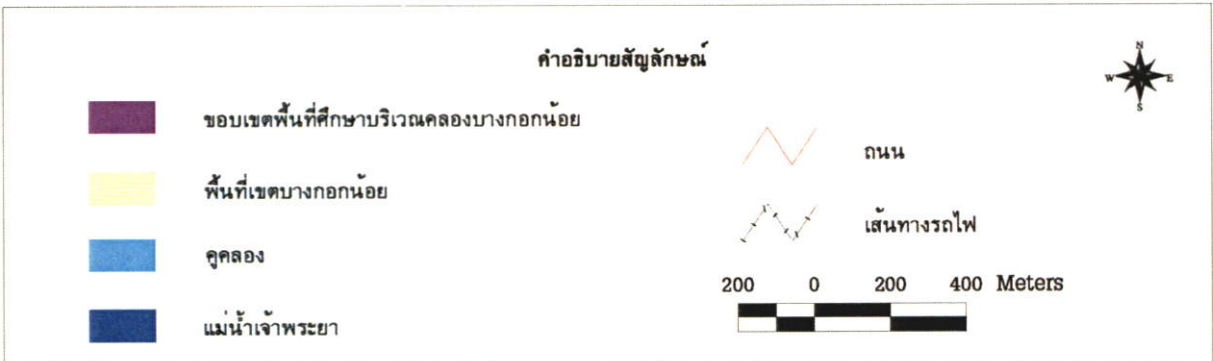 คำอธิบายสัญลักษณ์
N
W E
S
ขอบเขตพื้นที่ศึกษาบริเวณคลองบางกอกน้อย
พื้นที่เขตบางกอกน้อย
คูคลอง
แม่น้ำเจ้าพระยา
ถนน
เส้นทางรถไฟ
200 0 200 400 Meters